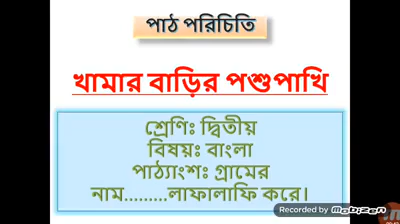 পাঠ পরিচিতি
খামার বাড়ির পশুপাখি
শ্রেণিঃ দ্বিতীয়
বিষয়ঃ বাংলা
পাঠ্যাংশঃ গ্রামের
নাম.........লাফালাফি করে।
Recorded by Mobizen